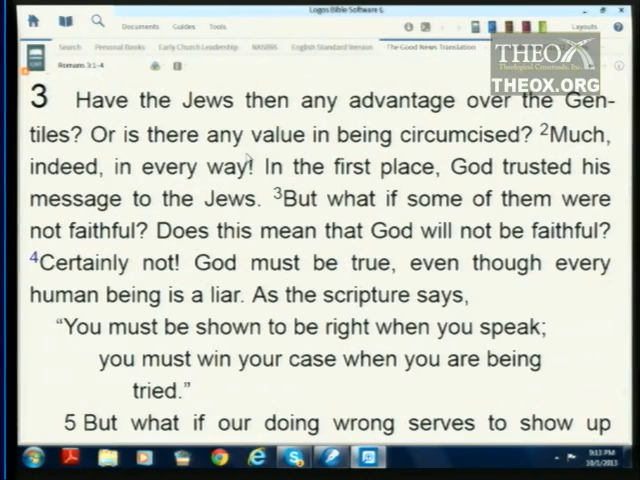 Logos Bible Software 5
Documents Guides Tools
Layouts
Search Personal Books Early Church Leadership NASB95 English Standard Version The Good News Translation
Romans 3:1-4
THEOX
THEOX.ORG
3 Have the Jews then any advantage over the Gen-
tiles? Or is there any value in being circumcised? 2Much,
indeed, in every way! In the first place, God trusted his
message to the Jews. 3But what if some of them were
not faithful? Does this mean that God will not be faithful?
4Certainly not! God must be true, even though every
human being is a liar. As the scripture says,
“You must be shown to be right when you speak;
you must win your case when you are being
tried.”
5 But what if our doing wrong serves to show up
9:13 PM
10/1/2013